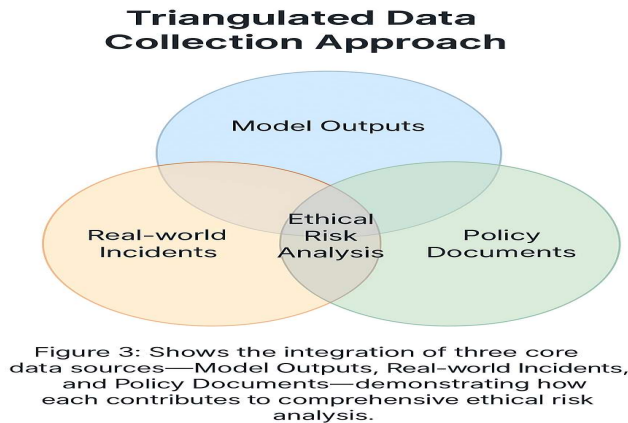 Triangulated Data
Collection Approach
Model Outputs
Real-world
Incidents
Ethical
Risk
Analysis
Policy
Documents
Figure 3: Shows the integration of three core
data sources—Model Outputs, Real-world Incidents,
and Policy Documents—demonstrating how
each contributes to comprehensive ethical risk
analysis.